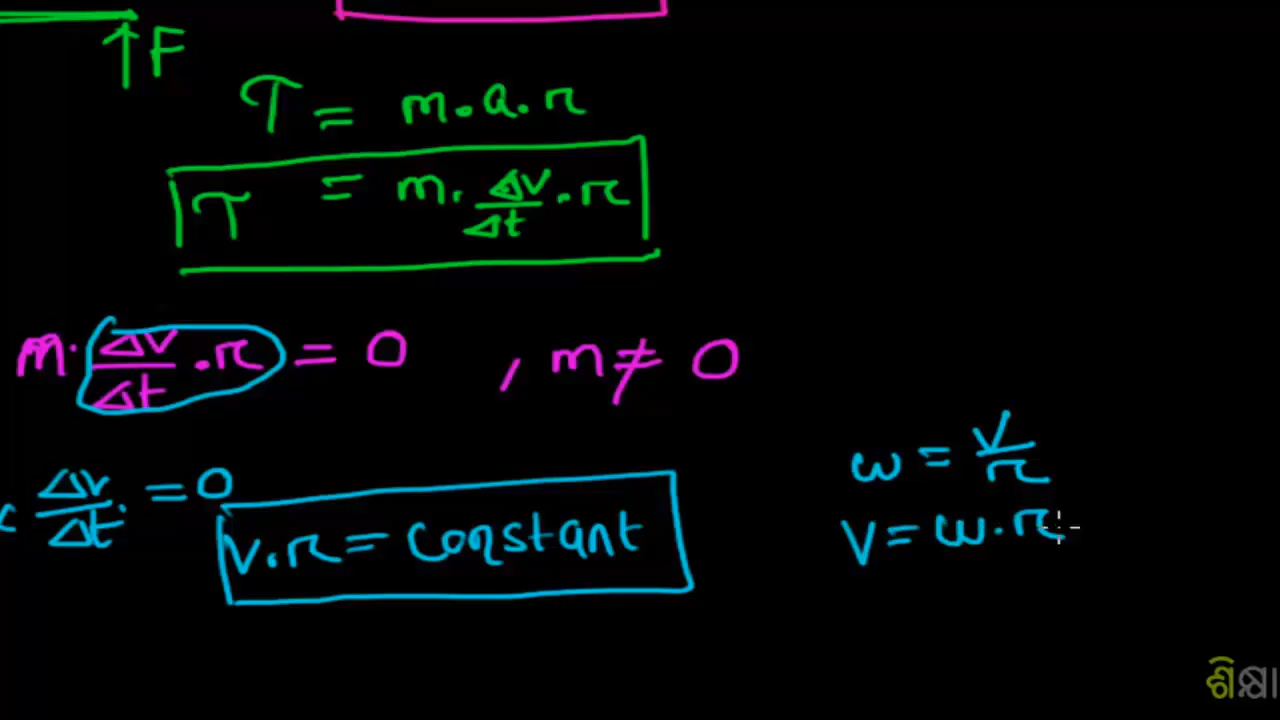 F
τ = m.a.r
τ = m. Δv/Δt .r
m. Δv/Δt .r = 0 , m ≠ 0
Δv/Δt. = 0
v.r = constant
ω = v/r
v = ω.r
ଶିକ୍ଷା